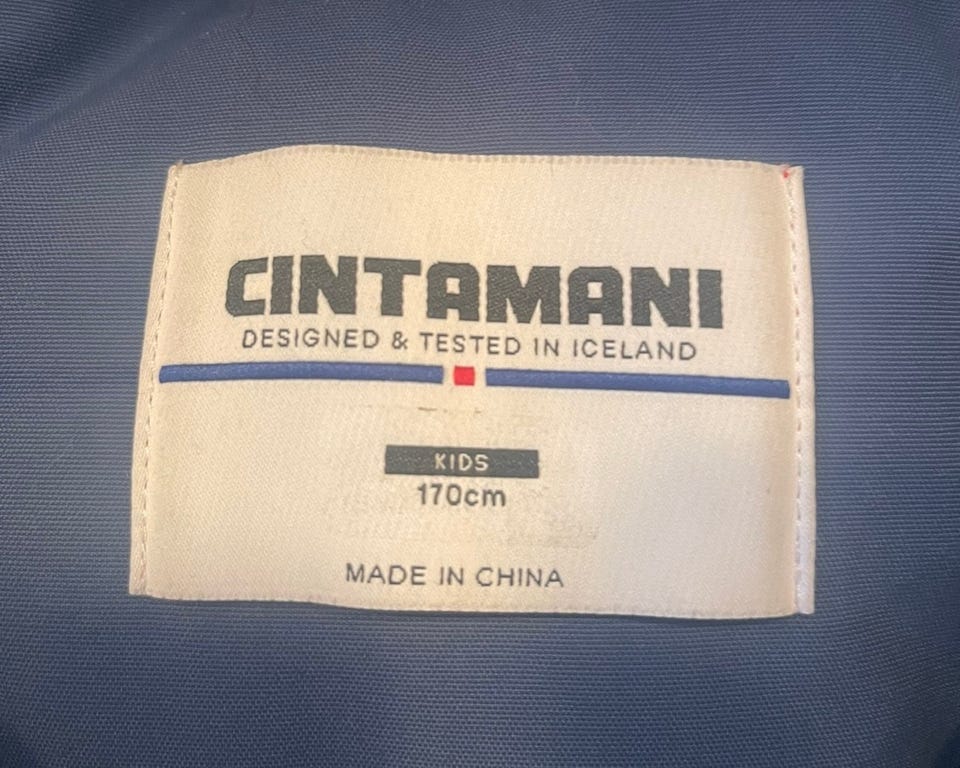 CINTAMANI
DESIGNED & TESTED IN ICELAND
KIDS
170cm
MADE IN CHINA